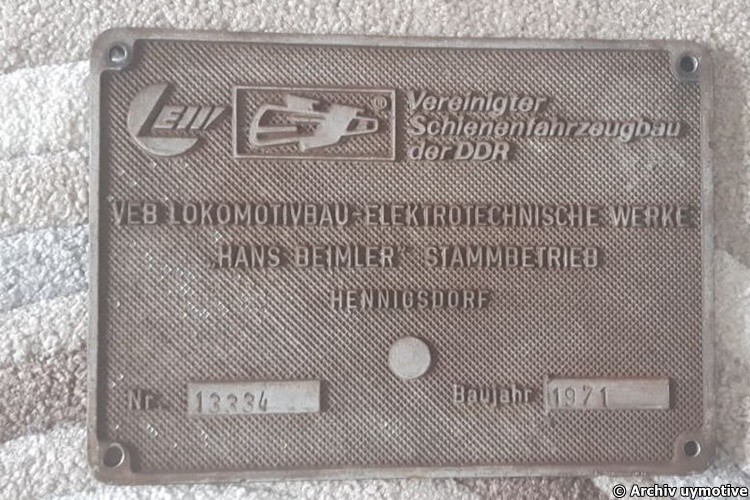 LEW ® Vereinigter
Schienenfahrzeugbau
der DDR
VEB LOKOMOTIVBAU-ELEKTROTECHNISCHE WERKE
„HANS BEIMLER" STAMMBETRIEB
HENNIGSDORF
Nr. 13334 Baujahr 1971
© Archiv uymotive